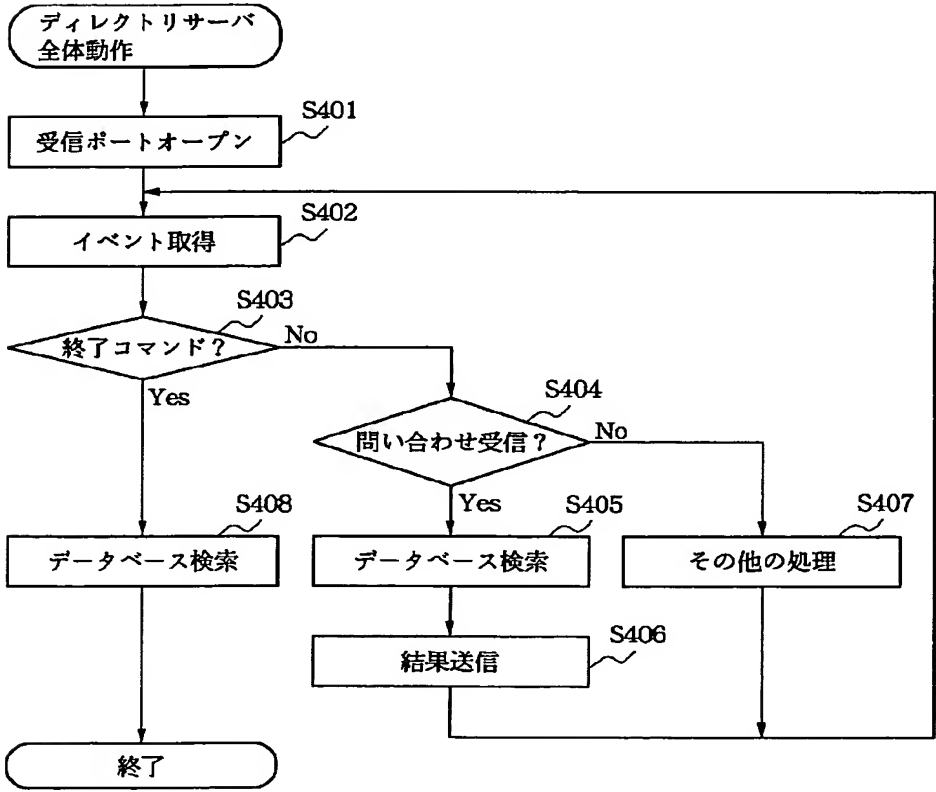 ディレクトリサーバ
全体動作
S401
受信ポートオープン
S402
イベント取得
S403
終了コマンド?
No
Yes
S404
問い合わせ受信?
No
Yes
S408
データベース検索
S405
データベース検索
S407
その他の処理
S406
結果送信
終了